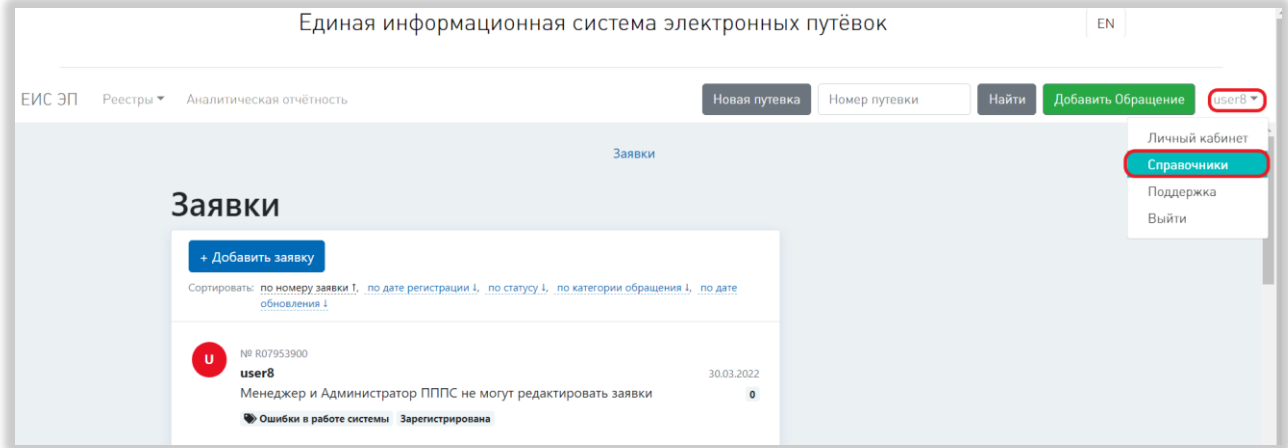 Единая информационная система электронных путёвок
EN
ЕИС ЭП Реестры Аналитическая отчётность Новая путевка Номер путевки Найти Добавить Обращение user8
Личный кабинет
Заявки
Справочники
Поддержка
Заявки
Выйти
+ Добавить заявку
Сортировать: по номеру заявки ↑, по дате регистрации ↓, по статусу ↓, по категории обращения ↓, по дате
обновления ↓
U
№ R07953900
user8 30.03.2022
Менеджер и Администратор ПППС не могут редактировать заявки 0
Ошибки в работе системы Зарегистрирована